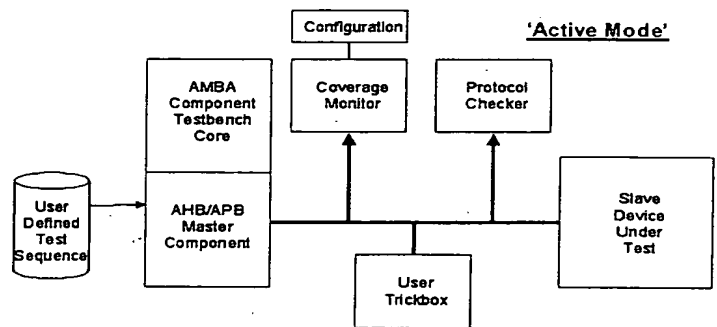 Configuration
'Active Mode'
AMBA
Component
Testbench
Core
Coverage
Monitor
Protocol
Checker
User
Defined
Test
Sequence
AHB/APB
Master
Component
Slave
Device
Under
Test
User
Trickbox